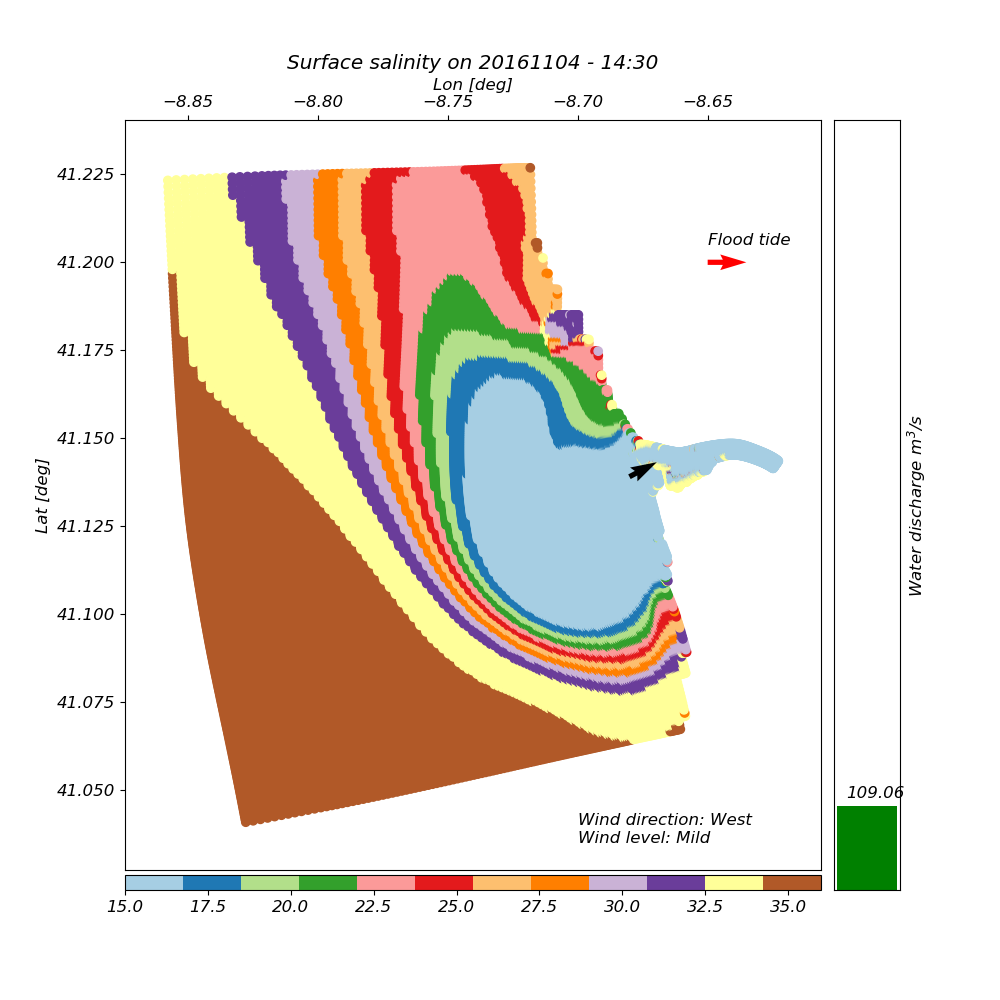 Surface salinity on 20161104 - 14:30
Lon [deg]
−8.85 −8.80 −8.75 −8.70 −8.65
41.225
41.200
41.175
41.150
41.125
41.100
41.075
41.050
Lat [deg]
Flood tide
Wind direction: West
Wind level: Mild
Water discharge m³/s
109.06
15.0 17.5 20.0 22.5 25.0 27.5 30.0 32.5 35.0